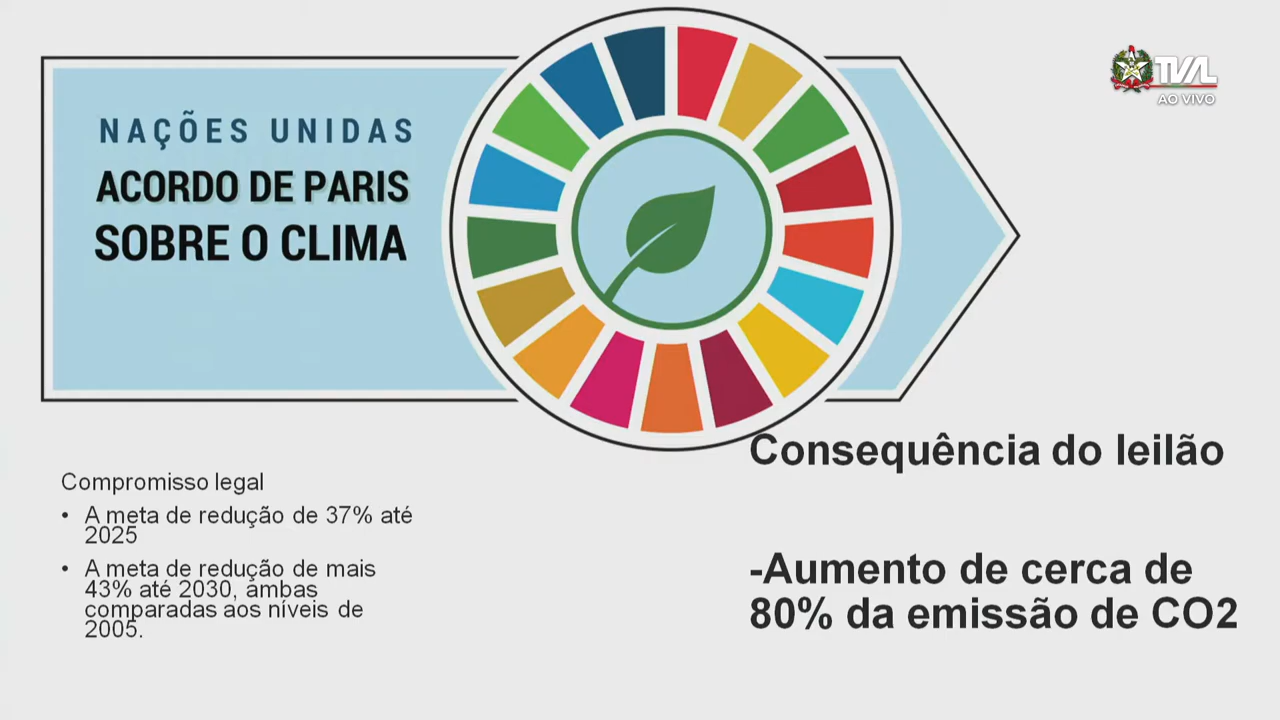 NAÇÕES UNIDAS
ACORDO DE PARIS
SOBRE O CLIMA
TVAL
AO VIVO
Compromisso legal
• A meta de redução de 37% até
2025
• A meta de redução de mais
43% até 2030, ambas
comparadas aos níveis de
2005.
Consequência do leilão
-Aumento de cerca de
80% da emissão de CO2